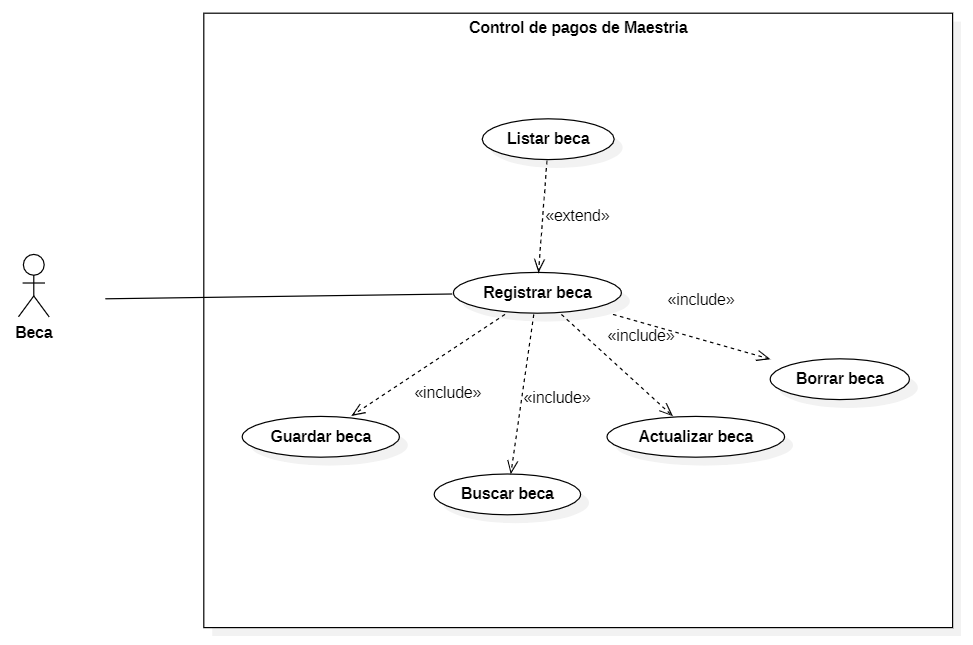 Control de pagos de Maestria
Listar beca
«extend»
Beca
Registrar beca
«include»
«include»
Borrar beca
«include»
«include»
Guardar beca
Actualizar beca
Buscar beca